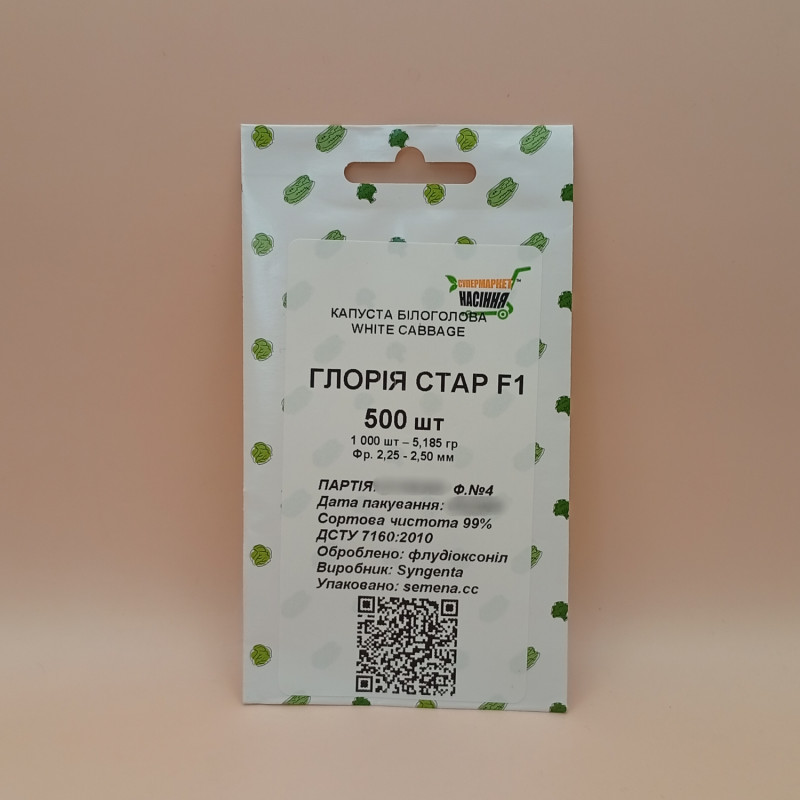 СУПЕРМАРКЕТ™
НАСІННЯ
КАПУСТА БІЛОГОЛОВА
WHITE CABBAGE
ГЛОРІЯ СТАР F1
500 шт
1 000 шт – 5,185 гр
Фр. 2,25 - 2,50 мм
ПАРТІЯ: Ф.№4
Дата пакування:
Сортова чистота 99%
ДСТУ 7160:2010
Оброблено: флудіоксоніл
Виробник: Syngenta
Упаковано: semena.cc